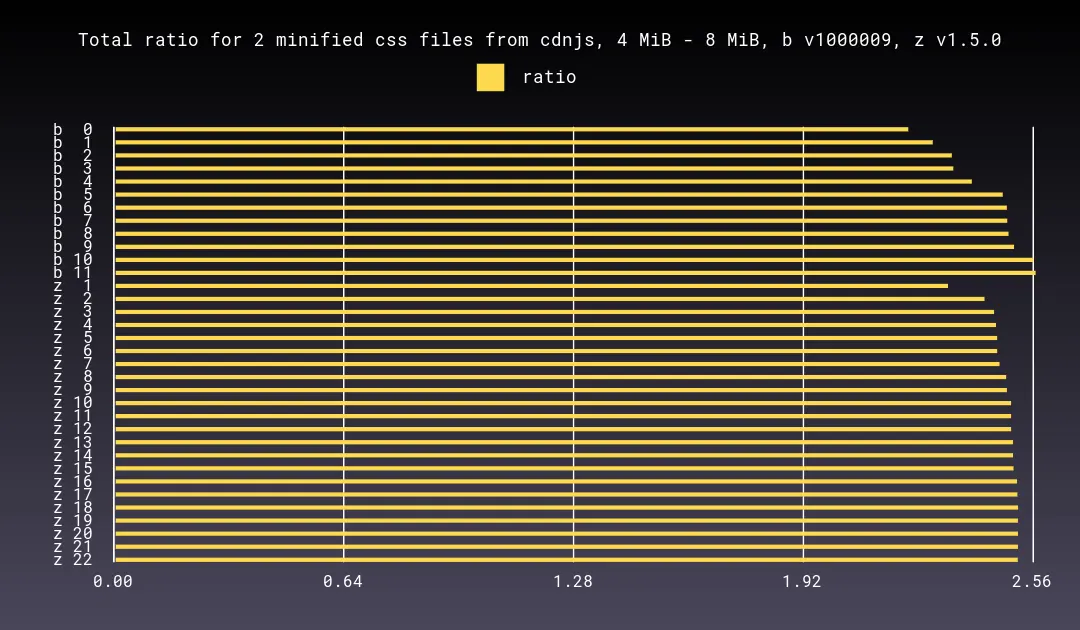 Total ratio for 2 minified css files from cdnjs, 4 MiB - 8 MiB, b v1000009, z v1.5.0
ratio
b 0
b 1
b 2
b 3
b 4
b 5
b 6
b 7
b 8
b 9
b 10
b 11
z 1
z 2
z 3
z 4
z 5
z 6
z 7
z 8
z 9
z 10
z 11
z 12
z 13
z 14
z 15
z 16
z 17
z 18
z 19
z 20
z 21
z 22
0.00 0.64 1.28 1.92 2.56